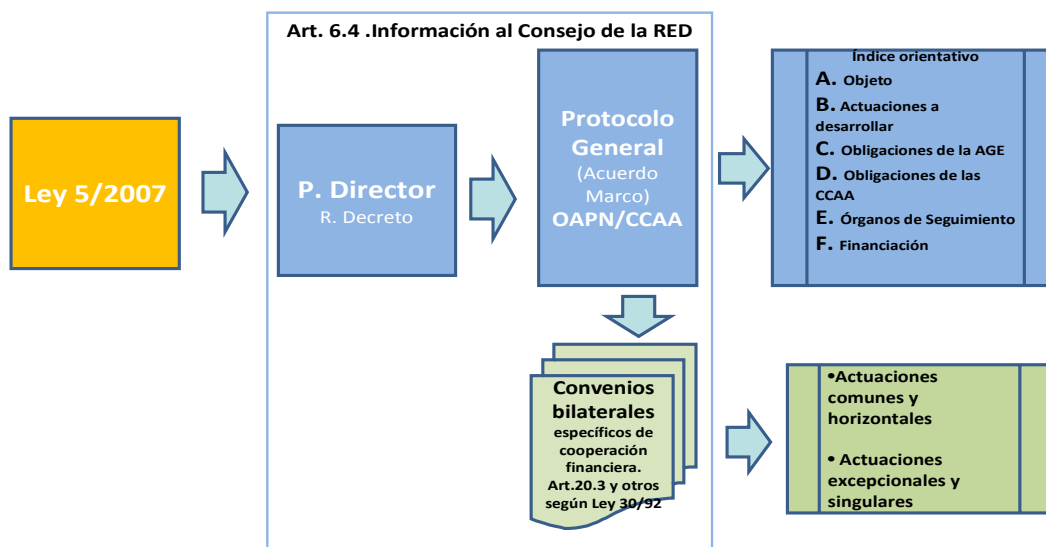 Art. 6.4 .Información al Consejo de la RED
Ley 5/2007
P. Director
R. Decreto
Protocolo
General
(Acuerdo
Marco)
OAPN/CCAA
Índice orientativo
A. Objeto
B. Actuaciones a
desarrollar
C. Obligaciones de la AGE
D. Obligaciones de las
CCAA
E. Órganos de Seguimiento
F. Financiación
Convenios
bilaterales
específicos de
cooperación
financiera.
Art.20.3 y otros
según Ley 30/92
•Actuaciones
comunes y
horizontales
• Actuaciones
excepcionales y
singulares